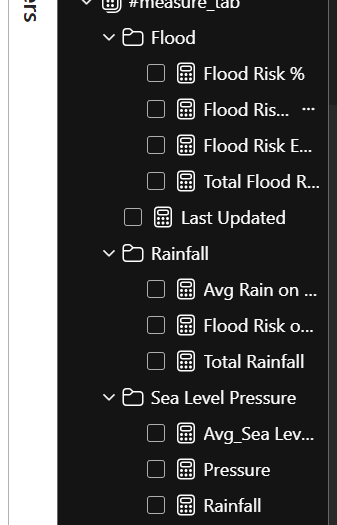 ers
#measure_tab
Flood
Flood Risk %
Flood Ris... ...
Flood Risk E...
Total Flood R...
Last Updated
Rainfall
Avg Rain on ...
Flood Risk o...
Total Rainfall
Sea Level Pressure
Avg_Sea Lev...
Pressure
Rainfall